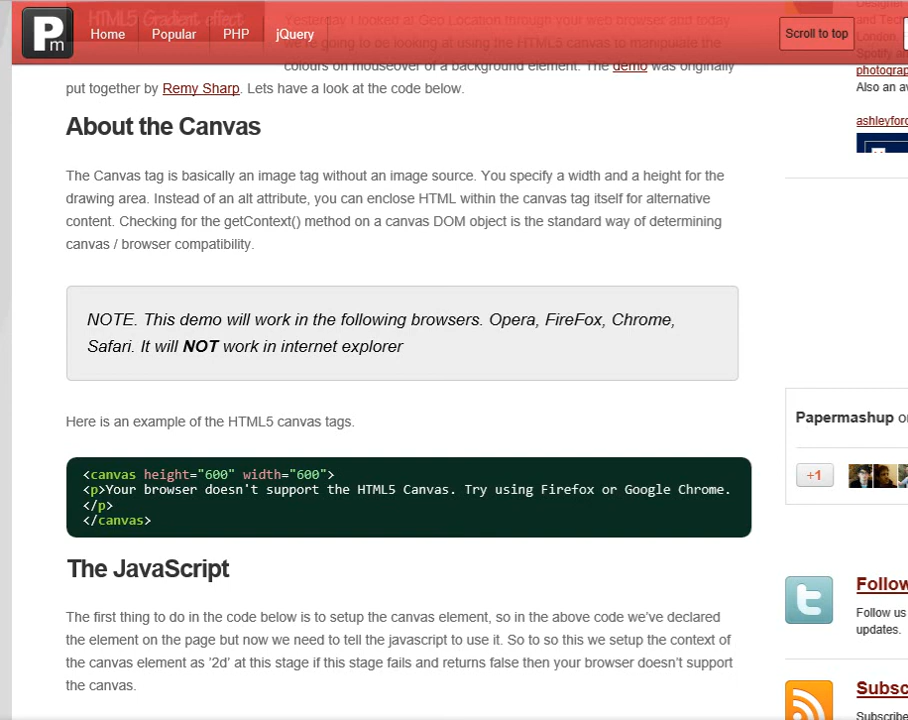 HTML5 Gradient effect
Pm
Home
Popular
PHP
jQuery
Scroll to top
Yesterday I looked at Geo Location through your web browser and today
we're going to be looking at using the HTML5 canvas to manipulate the
colours on mouseover of a background element. The demo was originally
put together by Remy Sharp. Lets have a look at the code below.
About the Canvas
The Canvas tag is basically an image tag without an image source. You specify a width and a height for the
drawing area. Instead of an alt attribute, you can enclose HTML within the canvas tag itself for alternative
content. Checking for the getContext() method on a canvas DOM object is the standard way of determining
canvas / browser compatibility.
NOTE. This demo will work in the following browsers. Opera, FireFox, Chrome,
Safari. It will NOT work in internet explorer
Here is an example of the HTML5 canvas tags.
<canvas height="600" width="600">
<p>Your browser doesn't support the HTML5 Canvas. Try using Firefox or Google Chrome.
</p>
</canvas>
The JavaScript
The first thing to do in the code below is to setup the canvas element, so in the above code we've declared
the element on the page but now we need to tell the javascript to use it. So to so this we setup the context of
the canvas element as '2d' at this stage if this stage fails and returns false then your browser doesn't support
the canvas.
Designer
and Tec
London.
Spotify a
photograp
Also an av
ashleyford
Papermashup o
+1
Follow
Follow us
updates.
Subsc
Subscribe